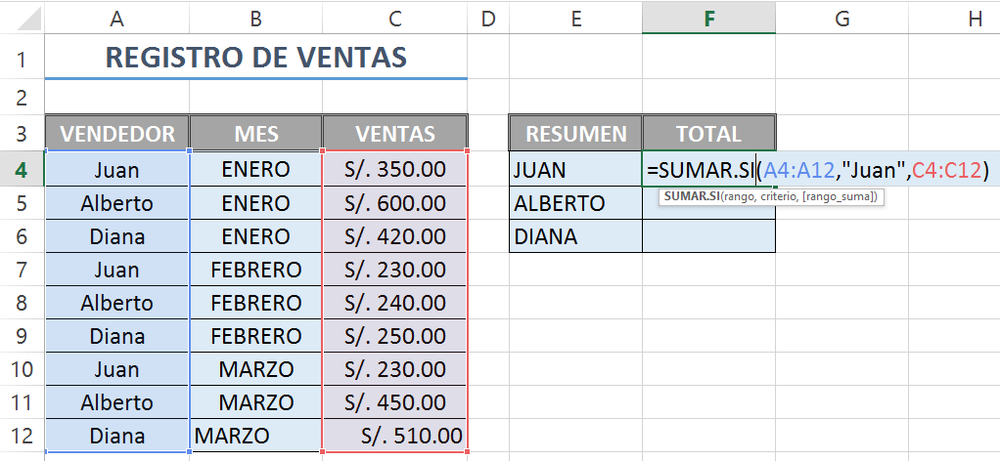 A B C D E F G H
1 REGISTRO DE VENTAS
2
3 VENDEDOR MES VENTAS RESUMEN TOTAL
4 Juan ENERO S/. 350.00 JUAN =SUMAR.SI(A4:A12,"Juan",C4:C12)
SUMAR.SI(rango, criterio, [rango_suma])
5 Alberto ENERO S/. 600.00 ALBERTO
6 Diana ENERO S/. 420.00 DIANA
7 Juan FEBRERO S/. 230.00
8 Alberto FEBRERO S/. 240.00
9 Diana FEBRERO S/. 250.00
10 Juan MARZO S/. 230.00
11 Alberto MARZO S/. 450.00
12 Diana MARZO S/. 510.00